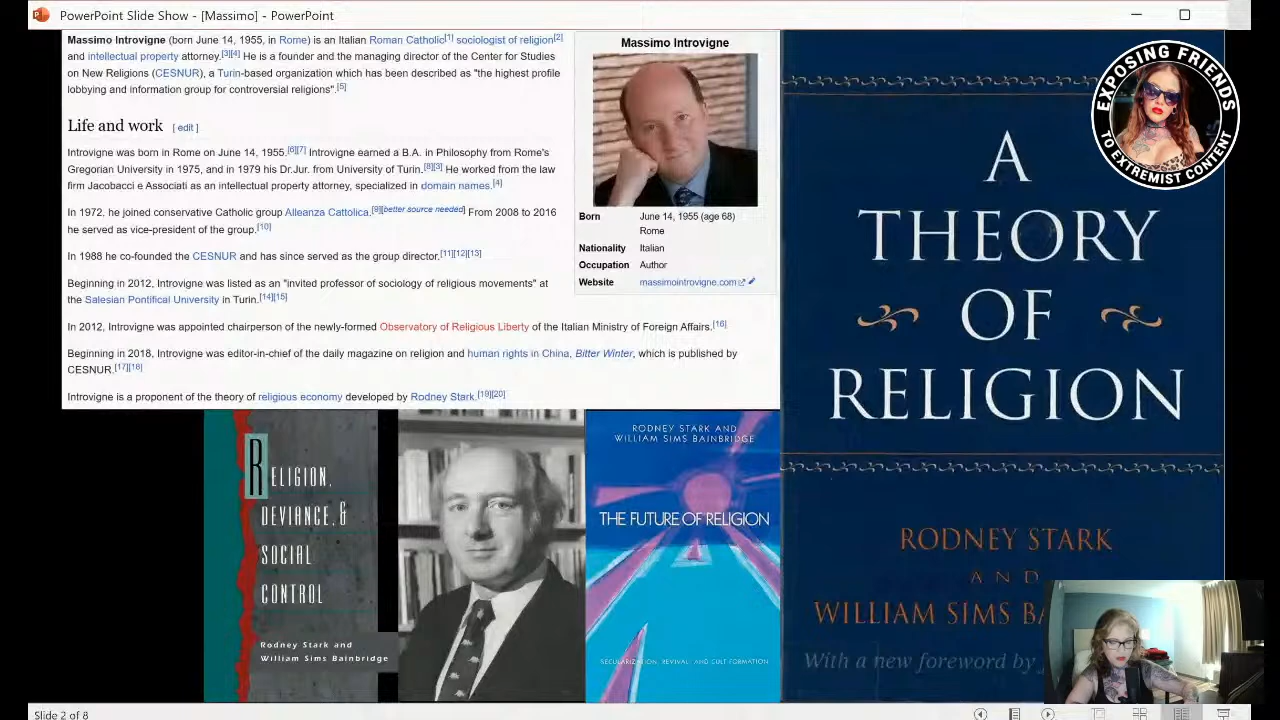 PowerPoint Slide Show - [Massimo] - PowerPoint
Massimo Introvigne (born June 14, 1955, in Rome) is an Italian Roman Catholic[1] sociologist of religion[2]
and intellectual property attorney.[3][4] He is a founder and the managing director of the Center for Studies
on New Religions (CESNUR), a Turin-based organization which has been described as "the highest profile
lobbying and information group for controversial religions".[5]
Life and work [ edit ]
Introvigne was born in Rome on June 14, 1955.[6][7] Introvigne earned a B.A. in Philosophy from Rome's
Gregorian University in 1975, and in 1979 his Dr.Jur. from University of Turin.[8][3] He worked from the law
firm Jacobacci e Associati as an intellectual property attorney, specialized in domain names.[4]
In 1972, he joined conservative Catholic group Alleanza Cattolica.[9][better source needed] From 2008 to 2016
he served as vice-president of the group.[10]
In 1988 he co-founded the CESNUR and has since served as the group director.[11][12][13]
Beginning in 2012, Introvigne was listed as an "invited professor of sociology of religious movements" at
the Salesian Pontifical University in Turin.[14][15]
In 2012, Introvigne was appointed chairperson of the newly-formed Observatory of Religious Liberty of the Italian Ministry of Foreign Affairs.[16]
Beginning in 2018, Introvigne was editor-in-chief of the daily magazine on religion and human rights in China, Bitter Winter, which is published by
CESNUR.[17][18]
Introvigne is a proponent of the theory of religious economy developed by Rodney Stark.[19][20]
Massimo Introvigne
Born June 14, 1955 (age 68)
Rome
Nationality Italian
Occupation Author
Website massimointrovigne.com
EXPOSING FRIENDS
TO EXTREMIST CONTENT
A
THEORY
OF
RELIGION
RODNEY STARK
AND
WILLIAM SIMS BA
With a new foreword by
RELIGION,
DEVIANCE, &
SOCIAL
CONTROL
Rodney Stark and
William Sims Bainbridge
RODNEY STARK AND
WILLIAM SIMS BAINBRIDGE
THE FUTURE OF RELIGION
SECULARIZATION, REVIVAL, AND CULT FORMATION
Slide 2 of 8